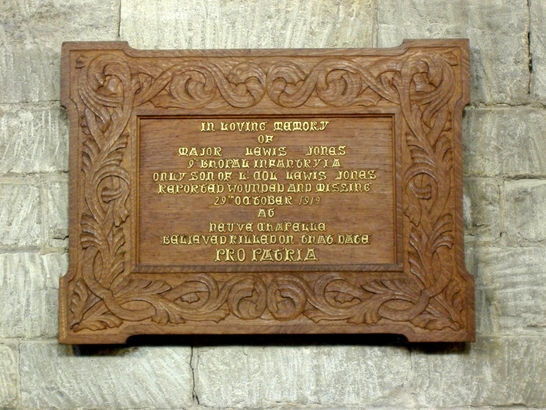 IN LOVING MEMORY
OF
MAJOR LEWIS JONES
9 BHOPAL INFANTRY I A
ONLY SON OF LT COL LEWIS JONES
REPORTED WOUNDED AND MISSING
29TH OCTOBER 1914
AT
NEUVE CHAPELLE
BELIEVED KILLED ON THAT DATE
PRO PATRIA